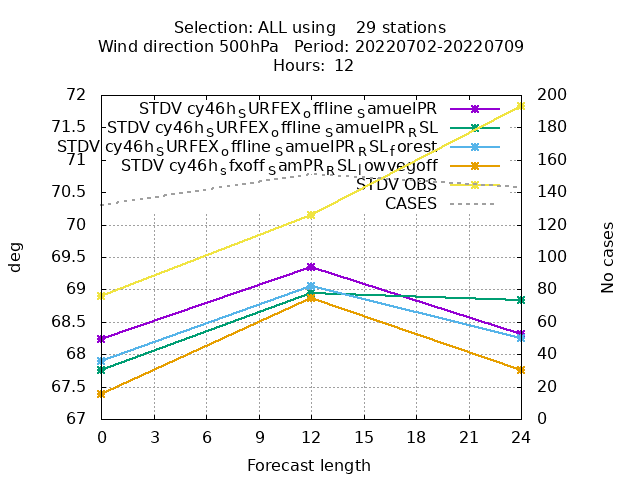 Selection: ALL using    29 stations
Wind direction 500hPa   Period: 20220702-20220709
Hours:  12
72
71.5
71
70.5
70
69.5
69
68.5
68
67.5
67
200
180
160
140
120
100
80
60
40
20
0
STDV cy46h_SURFEX_offline_SamuelPR
STDV cy46h_SURFEX_offline_SamuelPR_RSL
STDV cy46h_SURFEX_offline_SamuelPR_RSL_forest
STDV cy46h_sfxoff_SamPR_RSL_lowvegoff
STDV OBS
CASES
deg
No cases
0 3 6 9 12 15 18 21 24
Forecast length